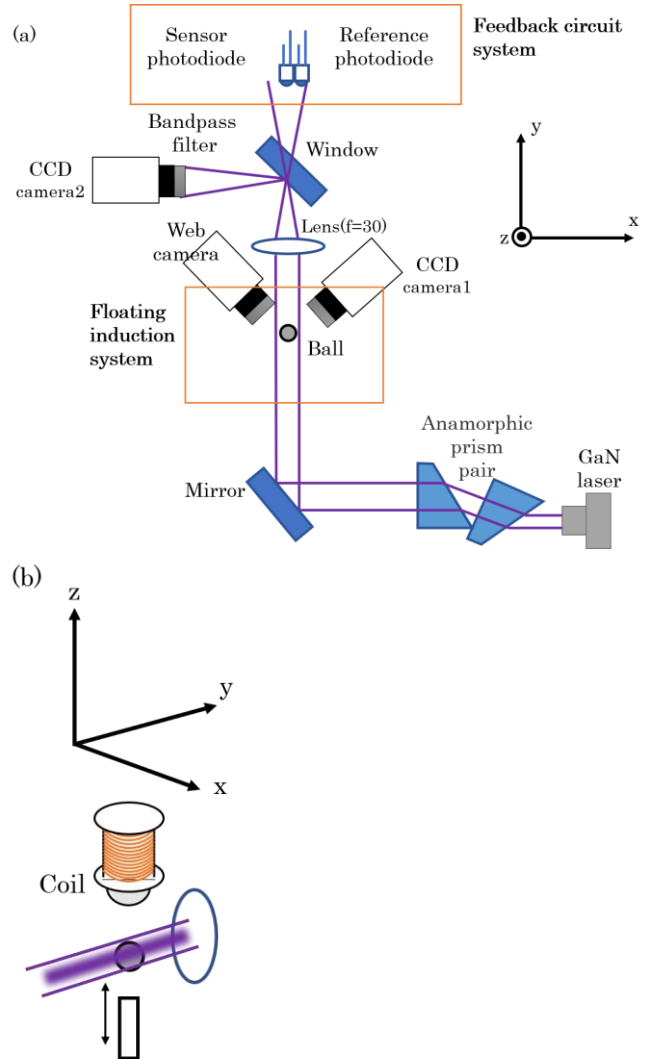 (a)
Sensor
photodiode
Reference
photodiode
Feedback circuit
system
Bandpass
filter
Window
CCD
camera2
Lens(f=30)
Web
camera
CCD
camera1
y
x
z
Floating
induction
system
Ball
Anamorphic
prism
pair
GaN
laser
Mirror
(b)
z
y
x
Coil